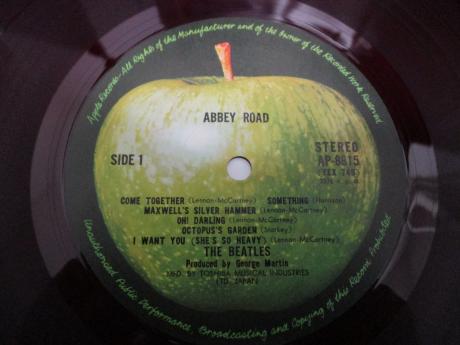 Apple Records-All Rights of the Manufacturer and of the Owner of the Recorded Work Reserved
ABBEY ROAD
SIDE 1
STEREO
AP-8815
(YEX 749)
COME TOGETHER (Lennon-McCartney) SOMETHING (Harrison)
MAXWELL'S SILVER HAMMER (Lennon-McCartney)
OH! DARLING (Lennon-McCartney)
OCTOPUS'S GARDEN (Starkey)
I WANT YOU (SHE'S SO HEAVY) (Lennon-McCartney)
THE BEATLES
Produced by George Martin
MFD. BY TOSHIBA MUSICAL INDUSTRIES
LTD. JAPAN)
Unauthorised Public Performance Broadcasting and Copying of this Record Prohibited